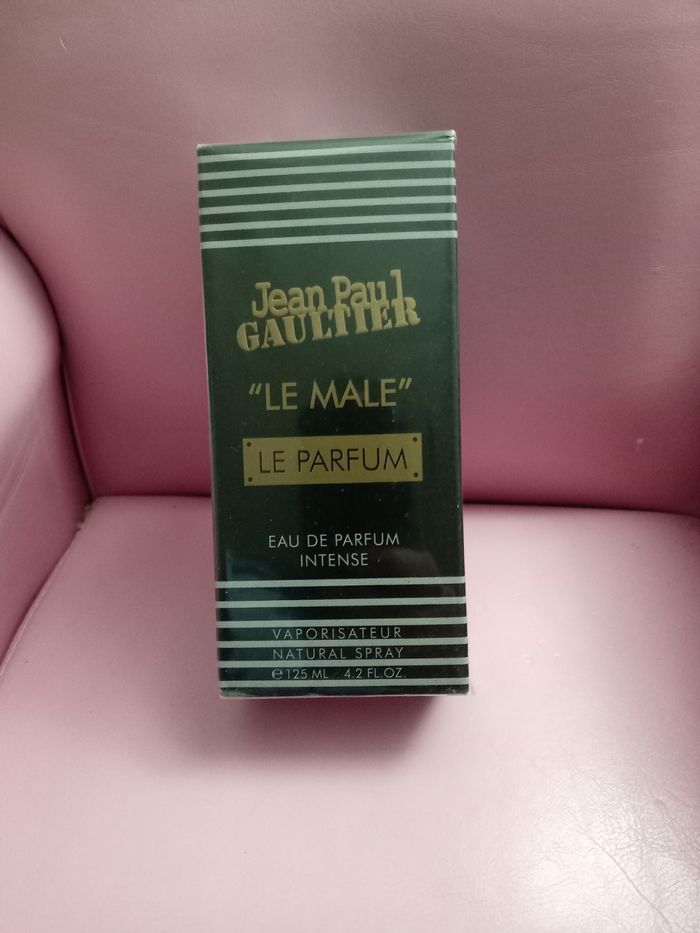 Jean Paul
GAULTIER
"LE MALE"
LE PARFUM
EAU DE PARFUM
INTENSE
VAPORISATEUR
NATURAL SPRAY
℮125 ML 4.2 FL.OZ.